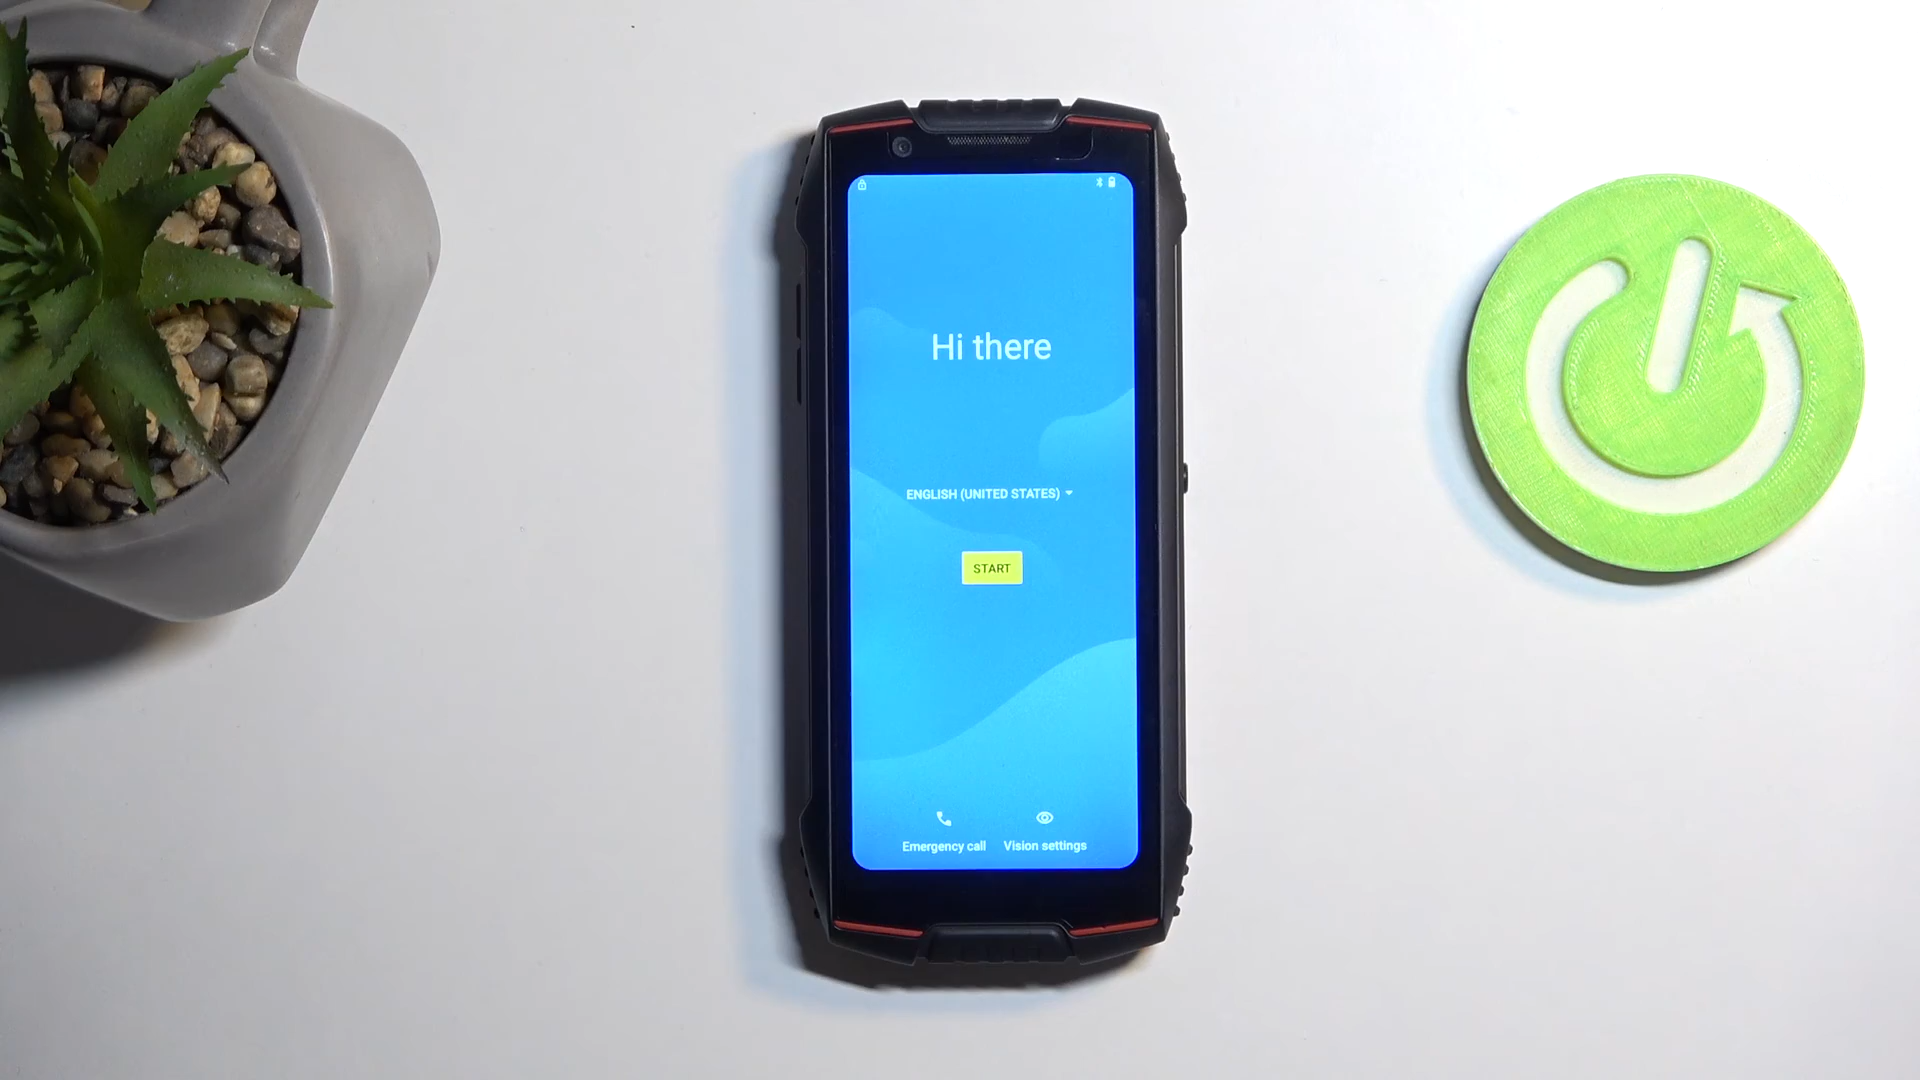 Hi there
ENGLISH (UNITED STATES)
START
Emergency call
Vision settings